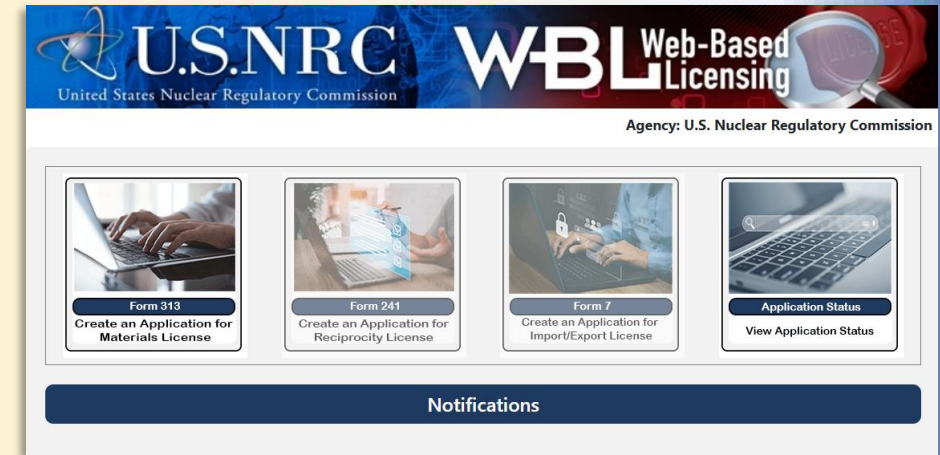 U.S.NRC
United States Nuclear Regulatory Commission
WBL Web-Based
Licensing
LICENSE
Agency: U.S. Nuclear Regulatory Commission
Form 313
Create an Application for
Materials License
Form 241
Create an Application for
Reciprocity License
Form 7
Create an Application for
Import/Export License
Application Status
View Application Status
Notifications